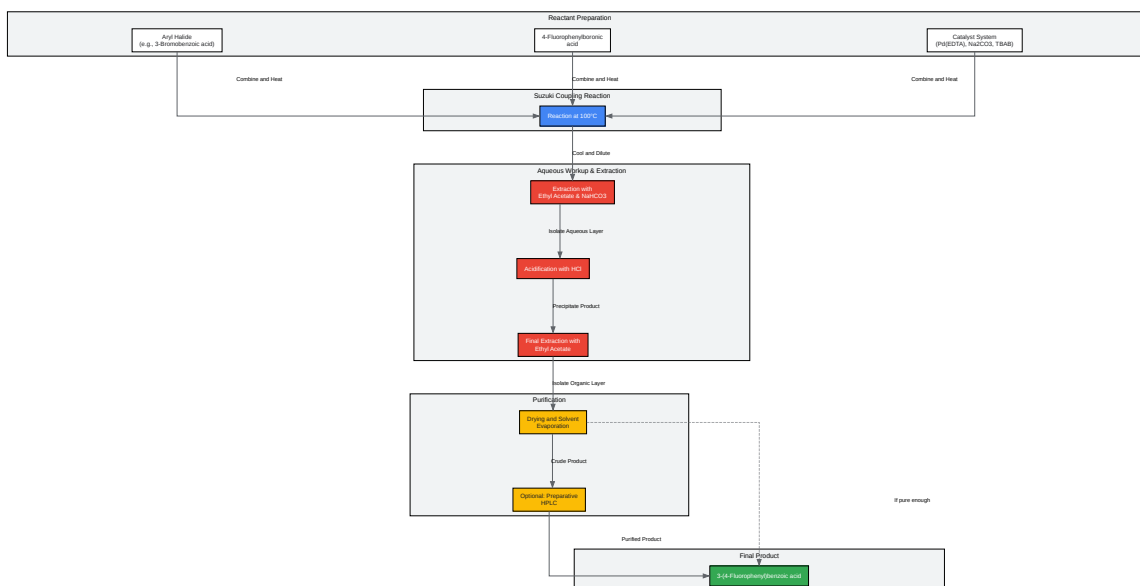 Reactant Preparation
Aryl Halide
(e.g., 3-Bromobenzoic acid)
4-Fluorophenylboronic
acid
Catalyst System
(Pd(EDTA), Na2CO3, TBAB)
Combine and Heat
Combine and Heat
Combine and Heat
Suzuki Coupling Reaction
Reaction at 100°C
Cool and Dilute
Aqueous Workup & Extraction
Extraction with
Ethyl Acetate & NaHCO3
Isolate Aqueous Layer
Acidification with HCl
Precipitate Product
Final Extraction with
Ethyl Acetate
Isolate Organic Layer
Purification
Drying and Solvent
Evaporation
Crude Product
Optional: Preparative
HPLC
If pure enough
Purified Product
Final Product
3-(4-Fluorophenyl)benzoic acid